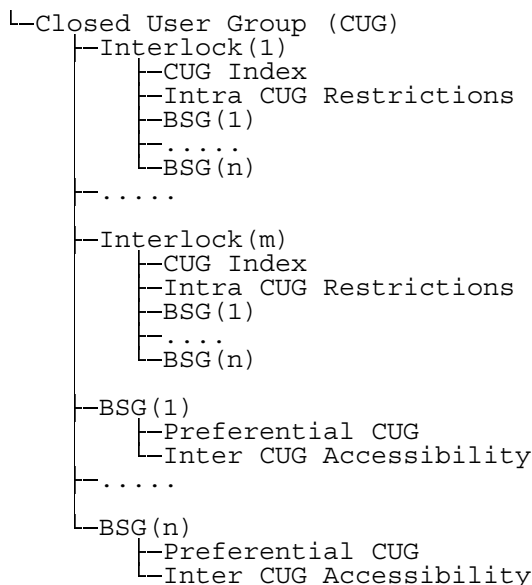 Closed User Group (CUG)
Interlock(1)
CUG Index
Intra CUG Restrictions
BSG(1)
.....
BSG(n)
.....
Interlock(m)
CUG Index
Intra CUG Restrictions
BSG(1)
....
BSG(n)
BSG(1)
Preferential CUG
Inter CUG Accessibility
.....
BSG(n)
Preferential CUG
Inter CUG Accessibility